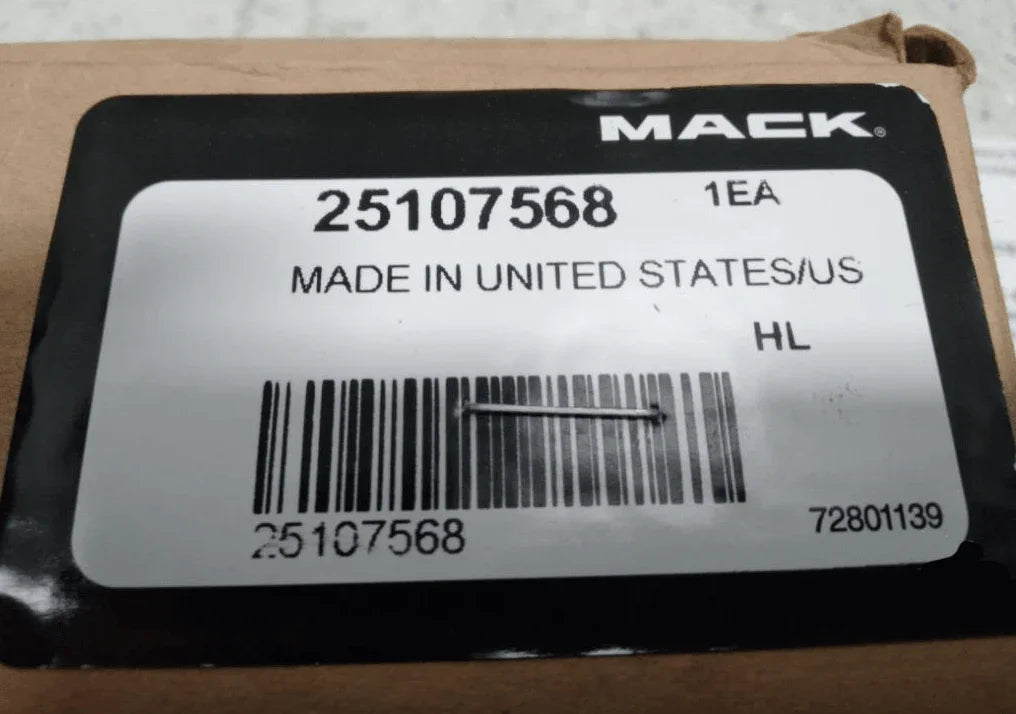 MACK®
25107568 1EA
MADE IN UNITED STATES/US
HL
25107568
72801139